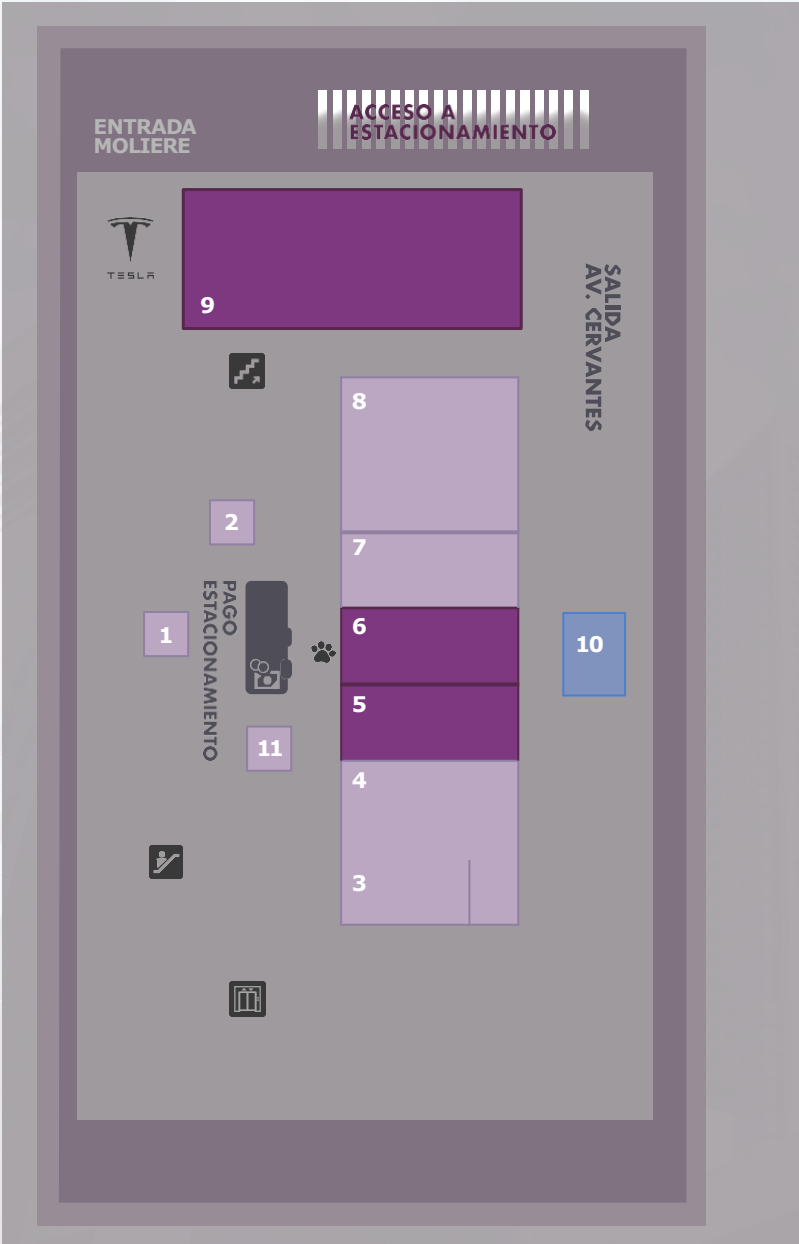 ACCESO A
ESTACIONAMIENTO
ENTRADA
MOLIERE
TESLA
9
SALIDA
AV. CERVANTES
8
2
7
PAGO
ESTACIONAMIENTO
1
6
10
5
11
4
3